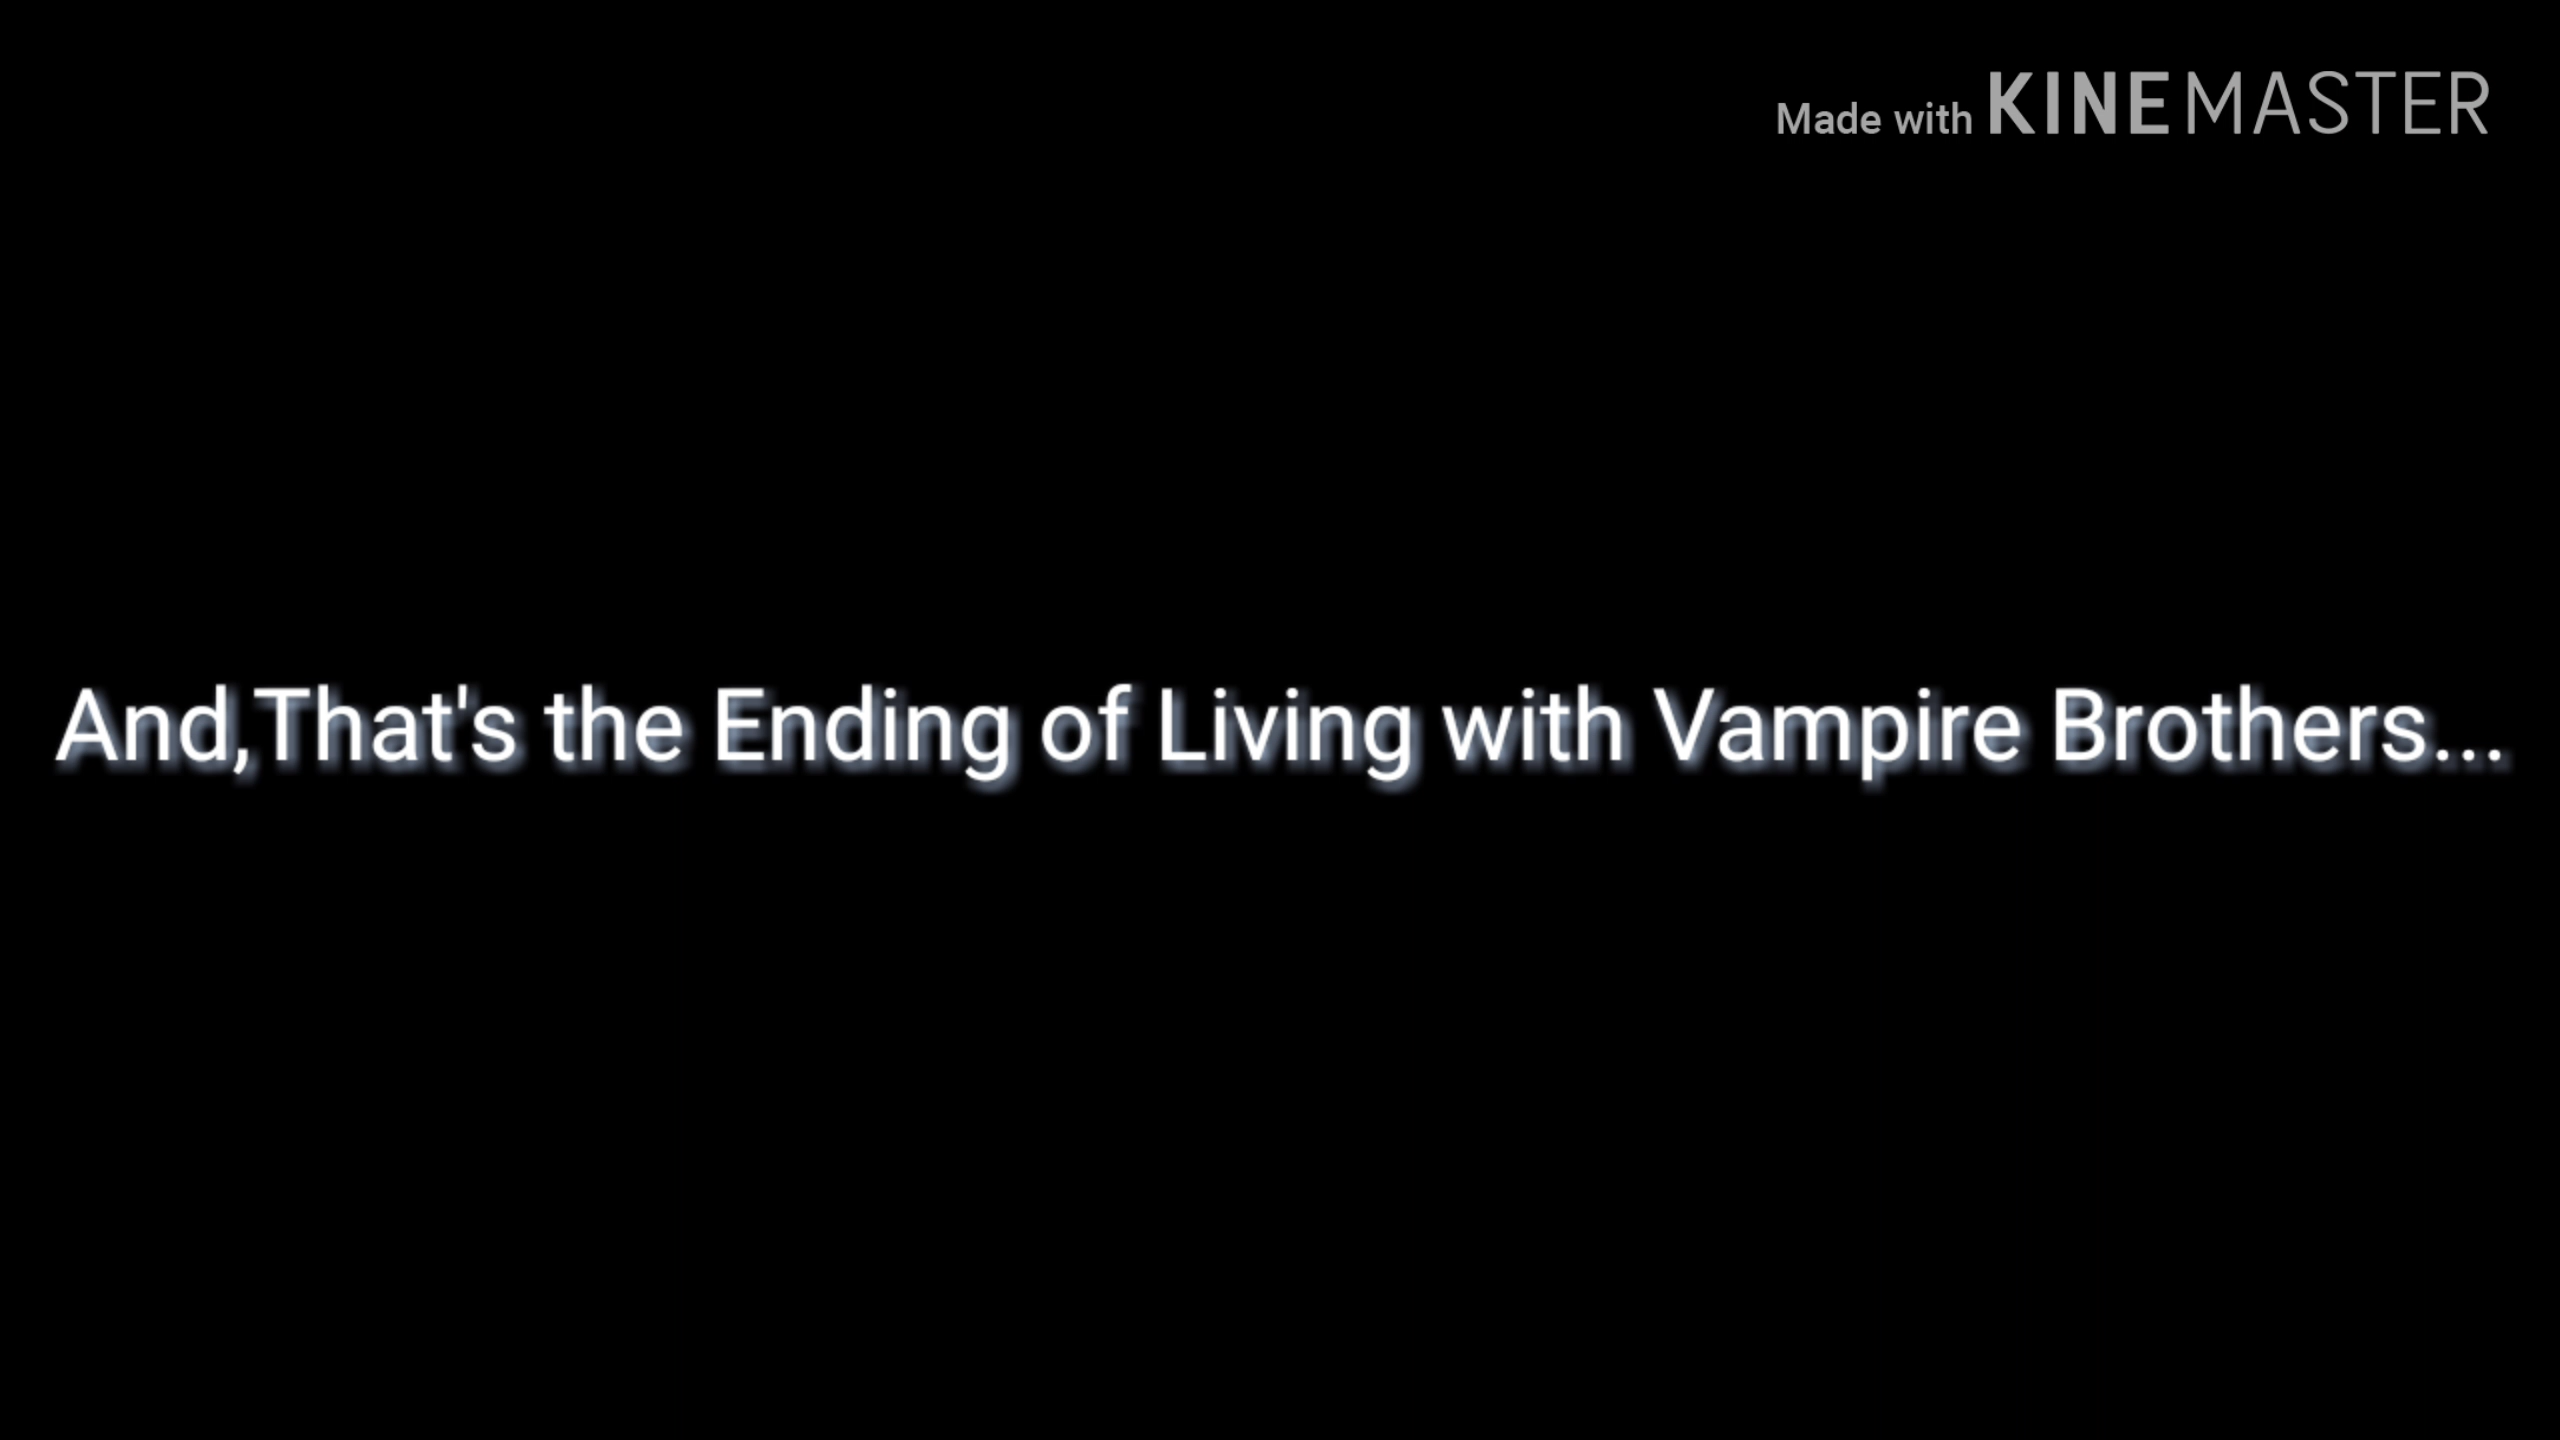 Made with KINEMASTER
And,That's the Ending of Living with Vampire Brothers...